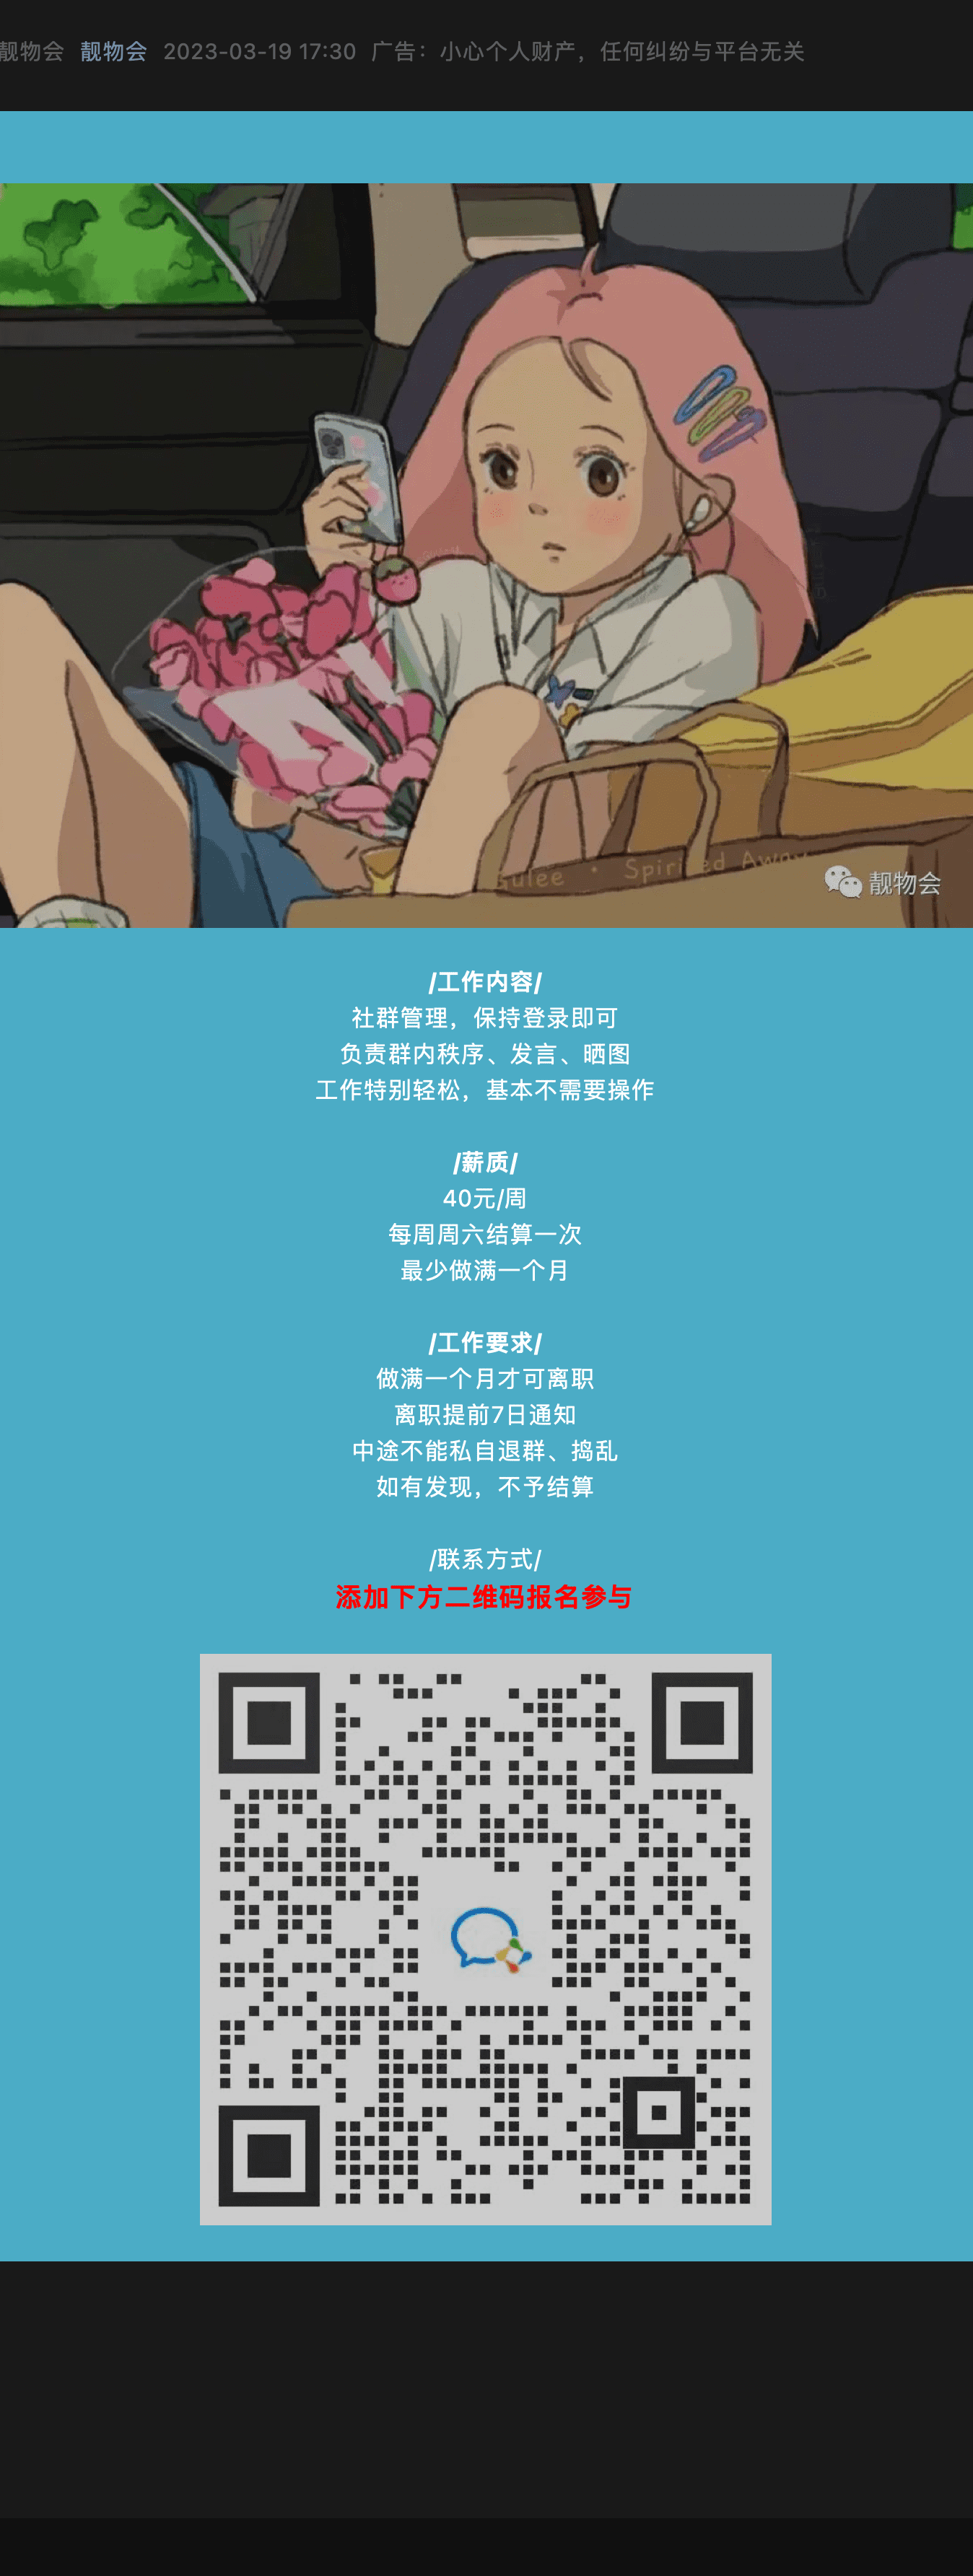 靓物会 靓物会 2023-03-19 17:30 广告：小心个人财产，任何纠纷与平台无关
Sulee · Spirited Away
靓物会
/工作内容/
社群管理，保持登录即可
负责群内秩序、发言、晒图
工作特别轻松，基本不需要操作
/薪质/
40元/周
每周周六结算一次
最少做满一个月
/工作要求/
做满一个月才可离职
离职提前7日通知
中途不能私自退群、捣乱
如有发现，不予结算
/联系方式/
添加下方二维码报名参与